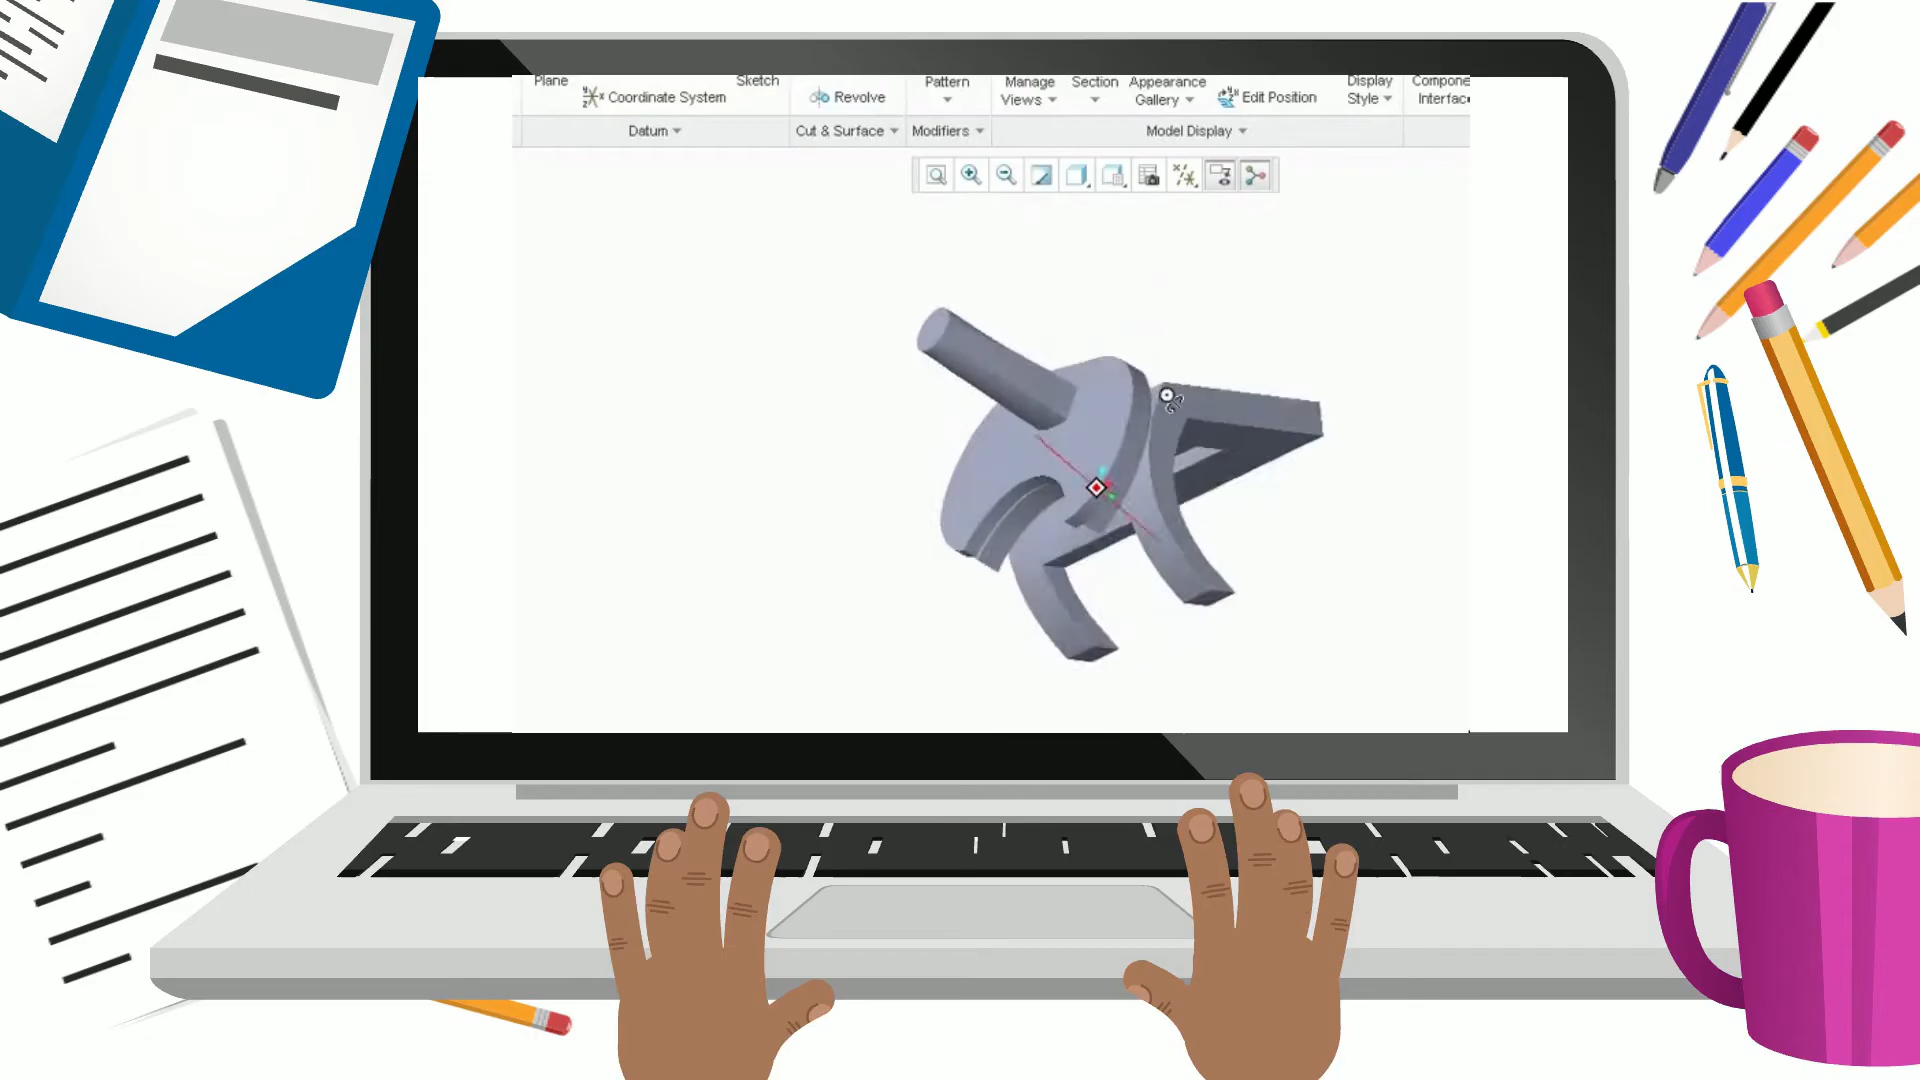 Plane
Coordinate System
Sketch
Revolve
Pattern
Manage
Views
Section
Appearance
Gallery
Edit Position
Display
Style
Datum
Cut & Surface
Modifiers
Model Display